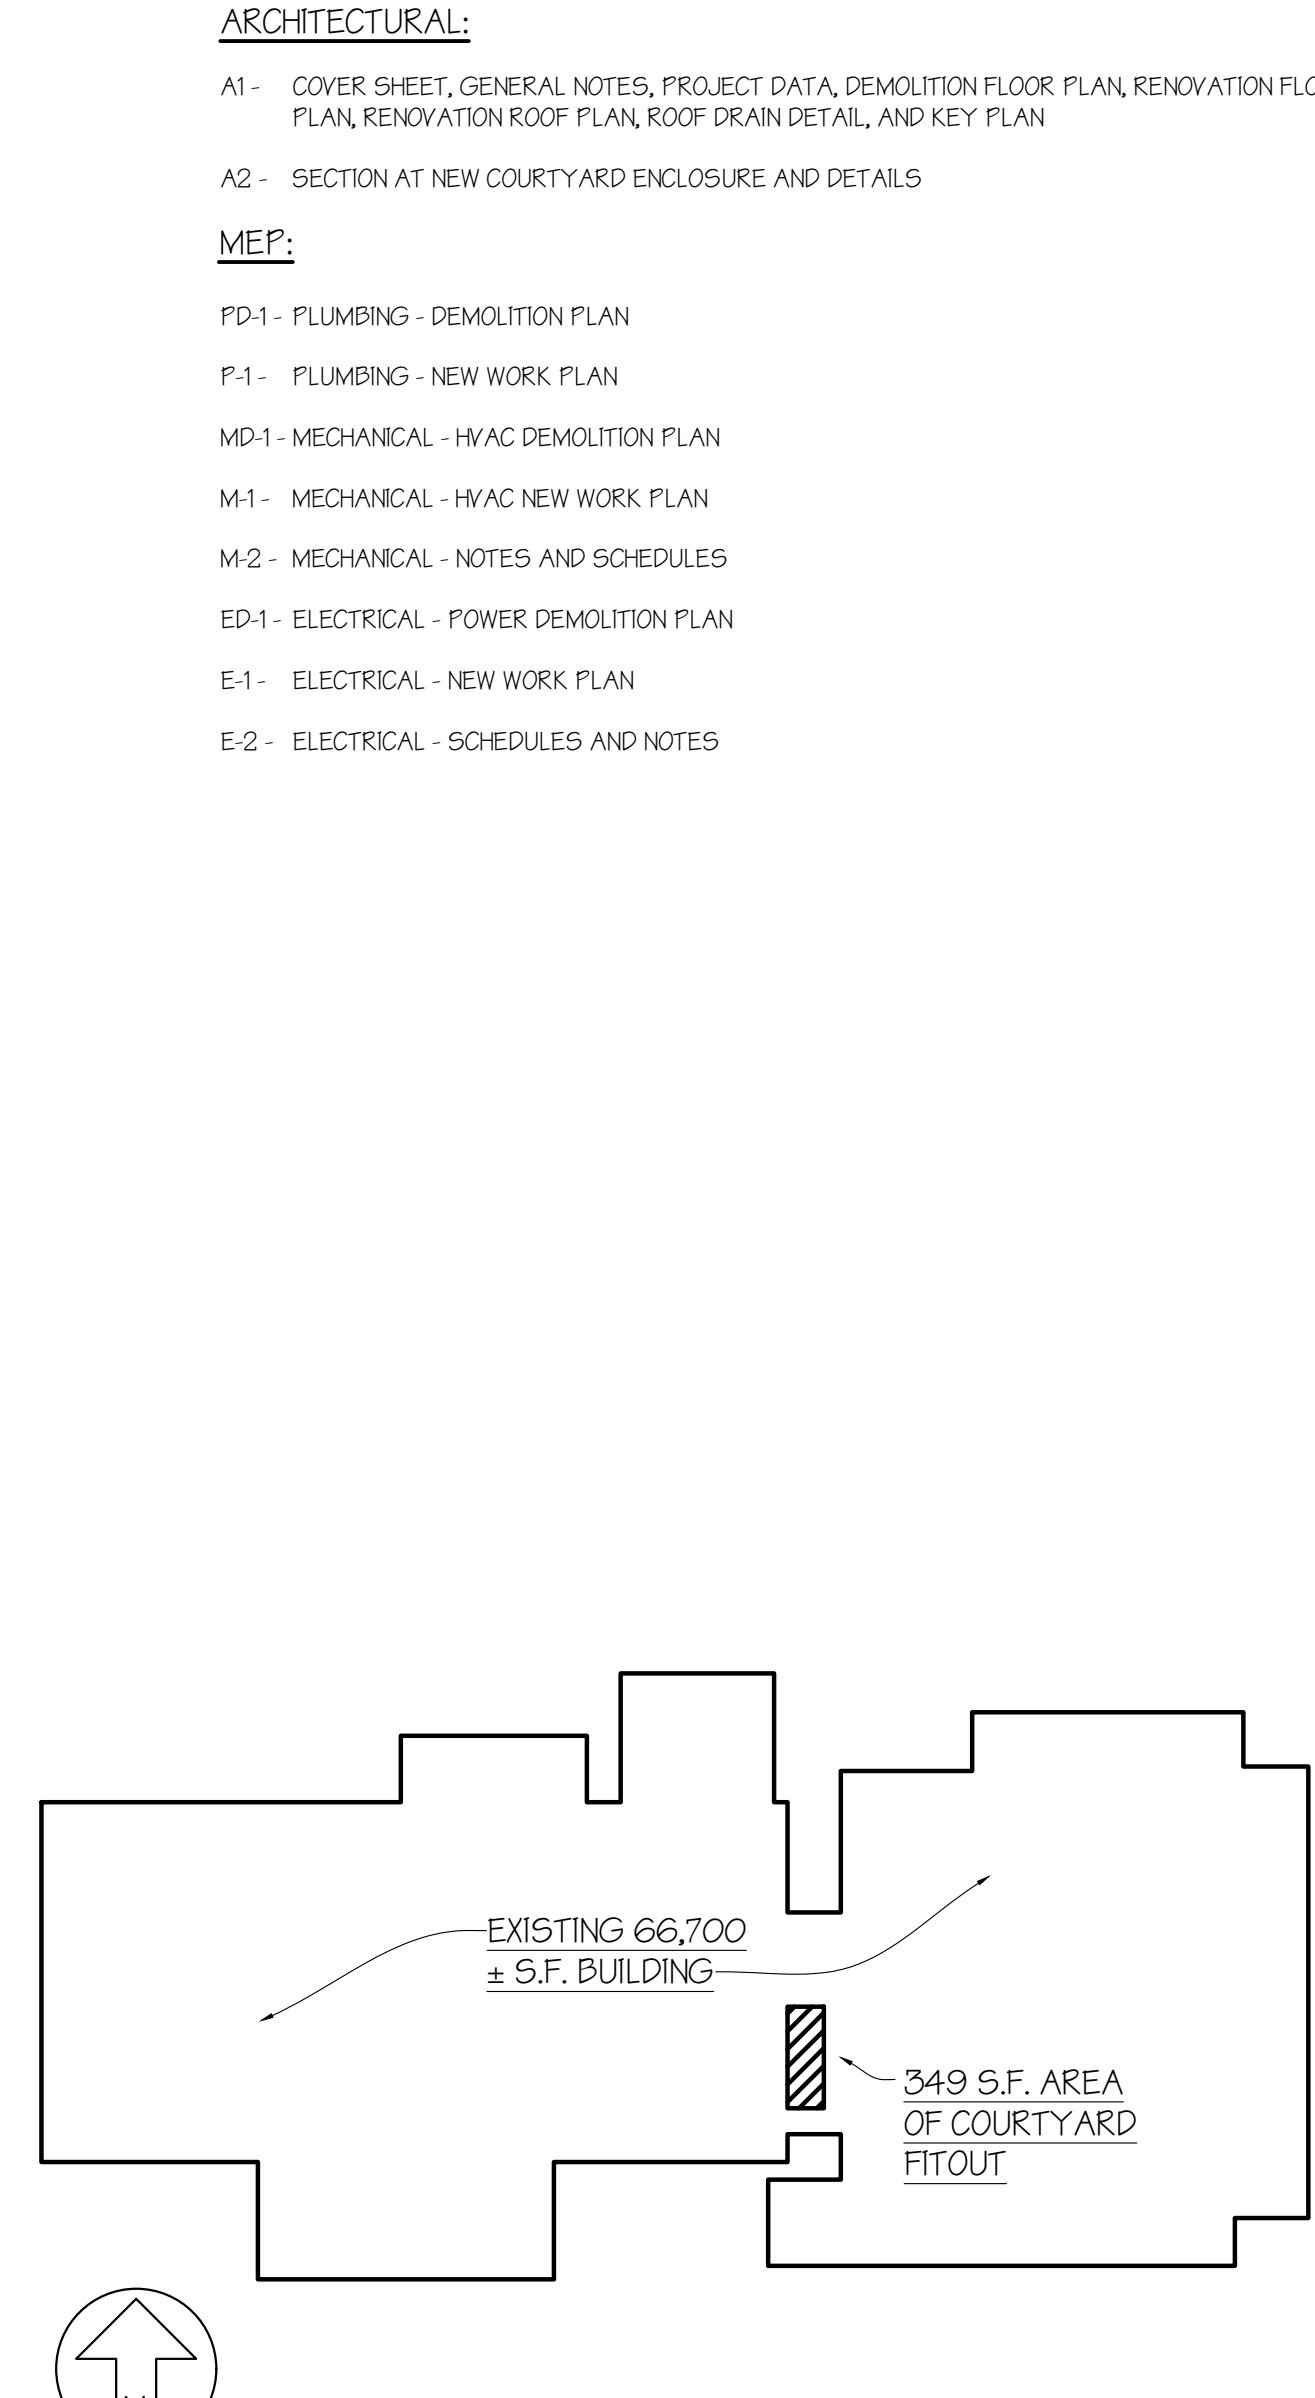 ARCHITECTURAL:
A1 - COVER SHEET, GENERAL NOTES, PROJECT DATA, DEMOLITION FLOOR PLAN, RENOVATION
PLAN, RENOVATION ROOF PLAN, ROOF DRAIN DETAIL, AND KEY PLAN
A2 - SECTION AT NEW COURTYARD ENCLOSURE AND DETAILS
MEP:
PD-1 - PLUMBING - DEMOLITION PLAN
P-1 - PLUMBING - NEW WORK PLAN
MD-1 - MECHANICAL - HVAC DEMOLITION PLAN
M-1 - MECHANICAL - HVAC NEW WORK PLAN
M-2 - MECHANICAL - NOTES AND SCHEDULES
ED-1 - ELECTRICAL - POWER DEMOLITION PLAN
E-1 - ELECTRICAL - NEW WORK PLAN
E-2 - ELECTRICAL - SCHEDULES AND NOTES
EXISTING 66,700
± S.F. BUILDING
349 S.F. AREA
OF COURTYARD
FITOUT